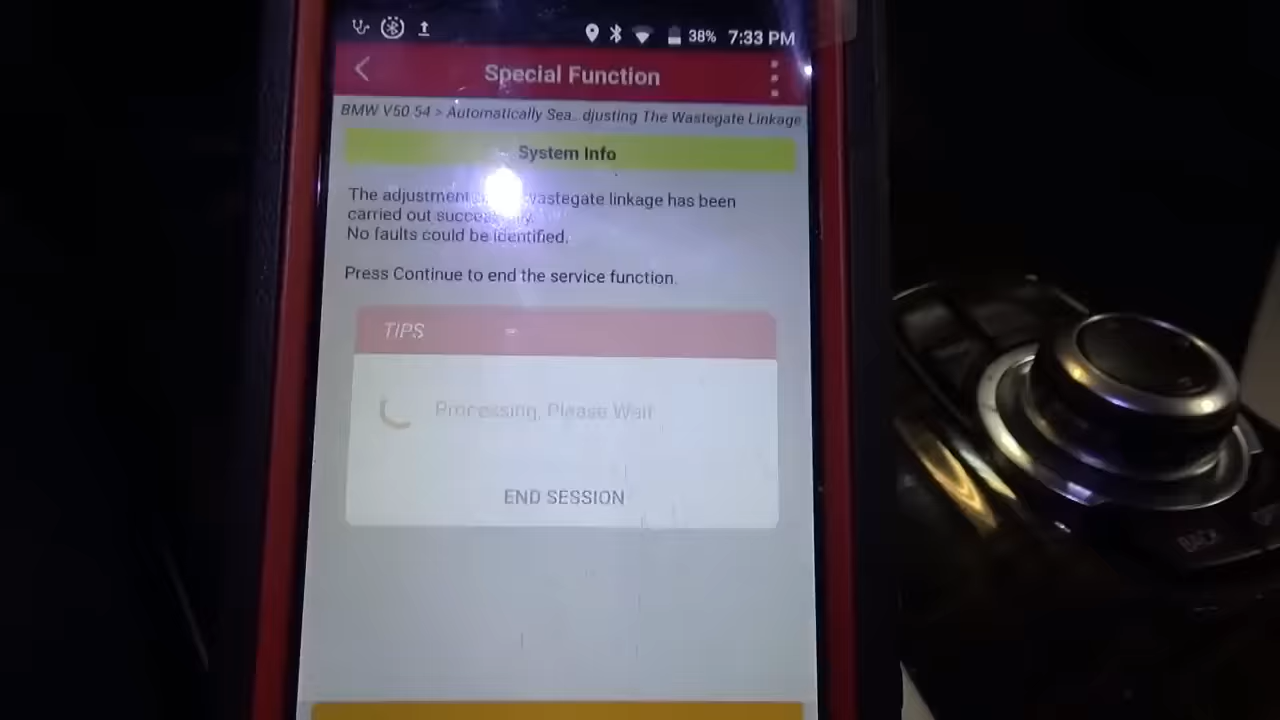 38% 7:33 PM
Special Function
BMW V50.54 > Automatically Sea.. djusting The Wastegate Linkage
System Info
The adjustment wastegate linkage has been
carried out
No faults could be identified.
Press Continue to end the service function.
TIPS
Processing, Please Wait
END SESSION
BACK